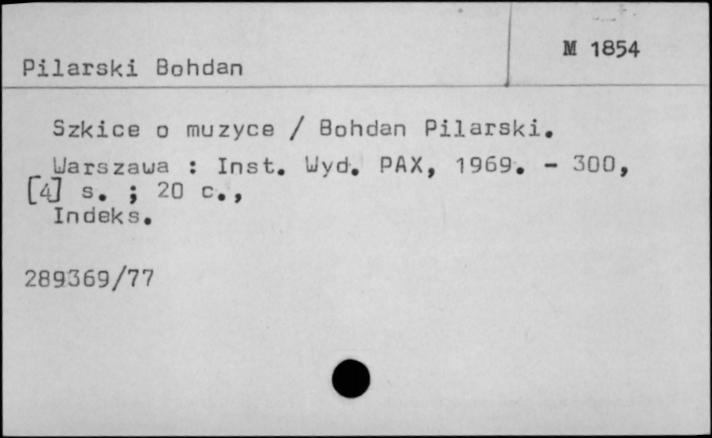 M 1854
Pilarski Bohdan
Szkice o muzyce / Bohdan Pilarski.
Warszawa : Inst. Wyd. PAX, 1969. - 300,
[4] s. ; 20 c.,
Indeks.
289369/77